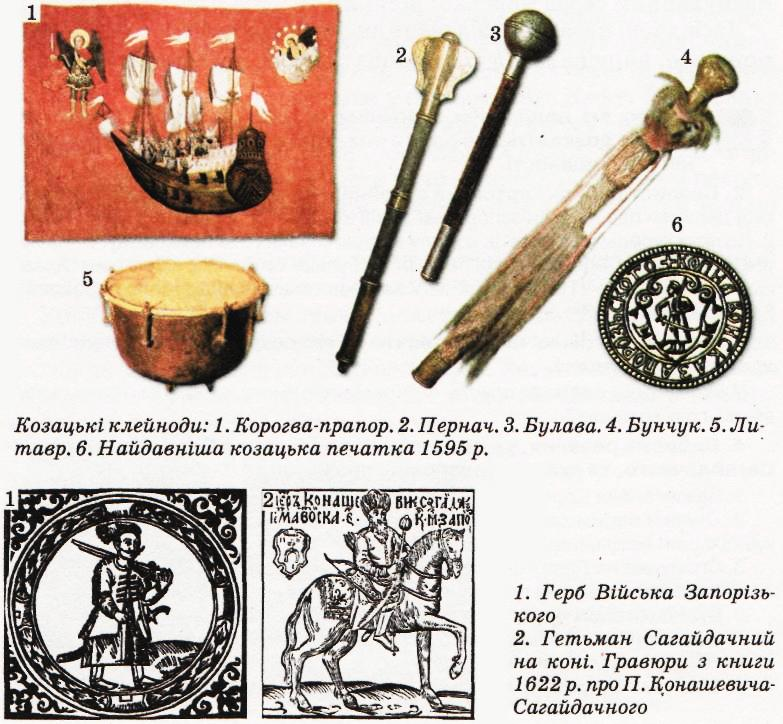 1
2
3
4
5
6
Козацькі клейноди: 1. Корогва-прапор. 2. Пернач. 3. Булава. 4. Бунчук. 5. Ли-
тавр. 6. Найдавніша козацька печатка 1595 р.
1
2
КОНАШЕ
1. Герб Війська Запорізь-
кого
2. Гетьман Сагайдачний
на коні. Гравюри з книги
1622 р. про П. Конашевича-
Сагайдачного